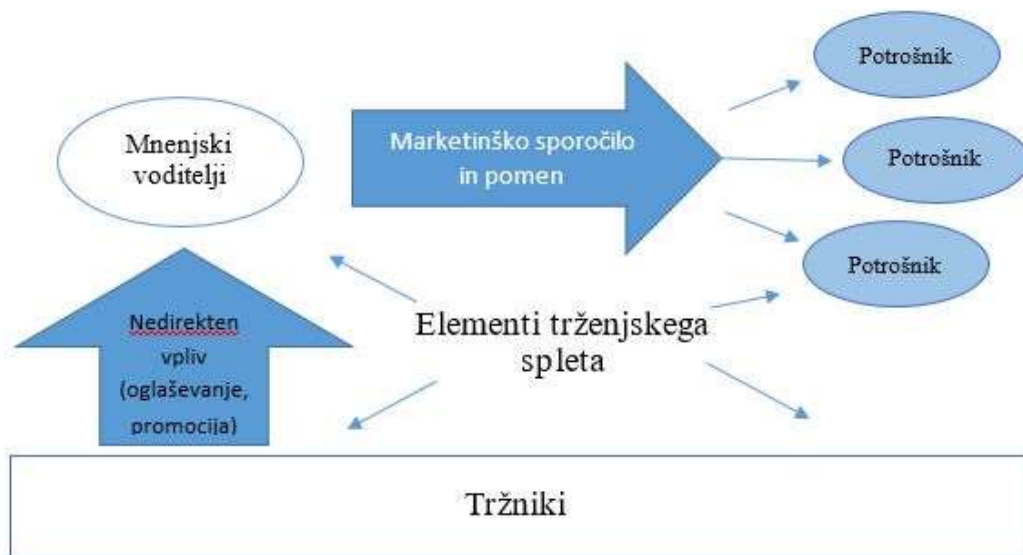 Potrošnik
Mnenjski
voditelji
Marketinško sporočilo
in pomen
Potrošnik
Potrošnik
Nedirekten
vpliv
(oglaševanje,
promocija)
Elementi trženjskega
spleta
Tržniki